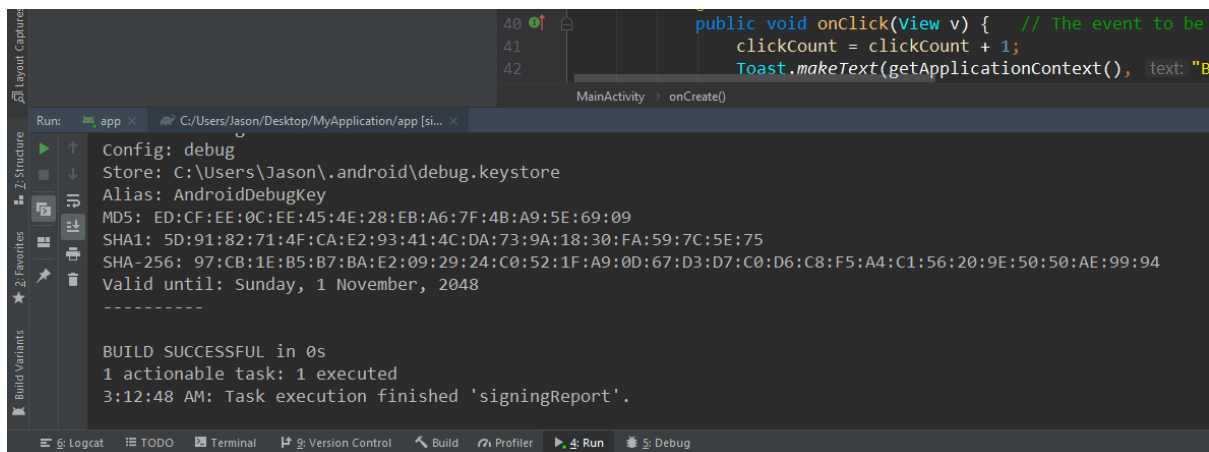 Layout Captures
40
public void onClick(View v) {   // The event to be
41
clickCount = clickCount + 1;
42
Toast.makeText(getApplicationContext(), text: "B
MainActivity > onCreate()
Run: app × C:/Users/Jason/Desktop/MyApplication/app [si... ×
7: Structure
Config: debug
Store: C:\Users\Jason\.android\debug.keystore
Alias: AndroidDebugKey
MD5: ED:CF:EE:0C:EE:45:4E:28:EB:A6:7F:4B:A9:5E:69:09
SHA1: 5D:91:82:71:4F:CA:E2:93:41:4C:DA:73:9A:18:30:FA:59:7C:5E:75
SHA-256: 97:CB:1E:B5:B7:BA:E2:09:29:24:C0:52:1F:A9:0D:67:D3:D7:C0:D6:C8:F5:A4:C1:56:20:9E:50:50:AE:99:94
Valid until: Sunday, 1 November, 2048
----------
2: Favorites
BUILD SUCCESSFUL in 0s
1 actionable task: 1 executed
3:12:48 AM: Task execution finished 'signingReport'.
Build Variants
6: Logcat TODO Terminal 9: Version Control Build Profiler 4: Run 5: Debug